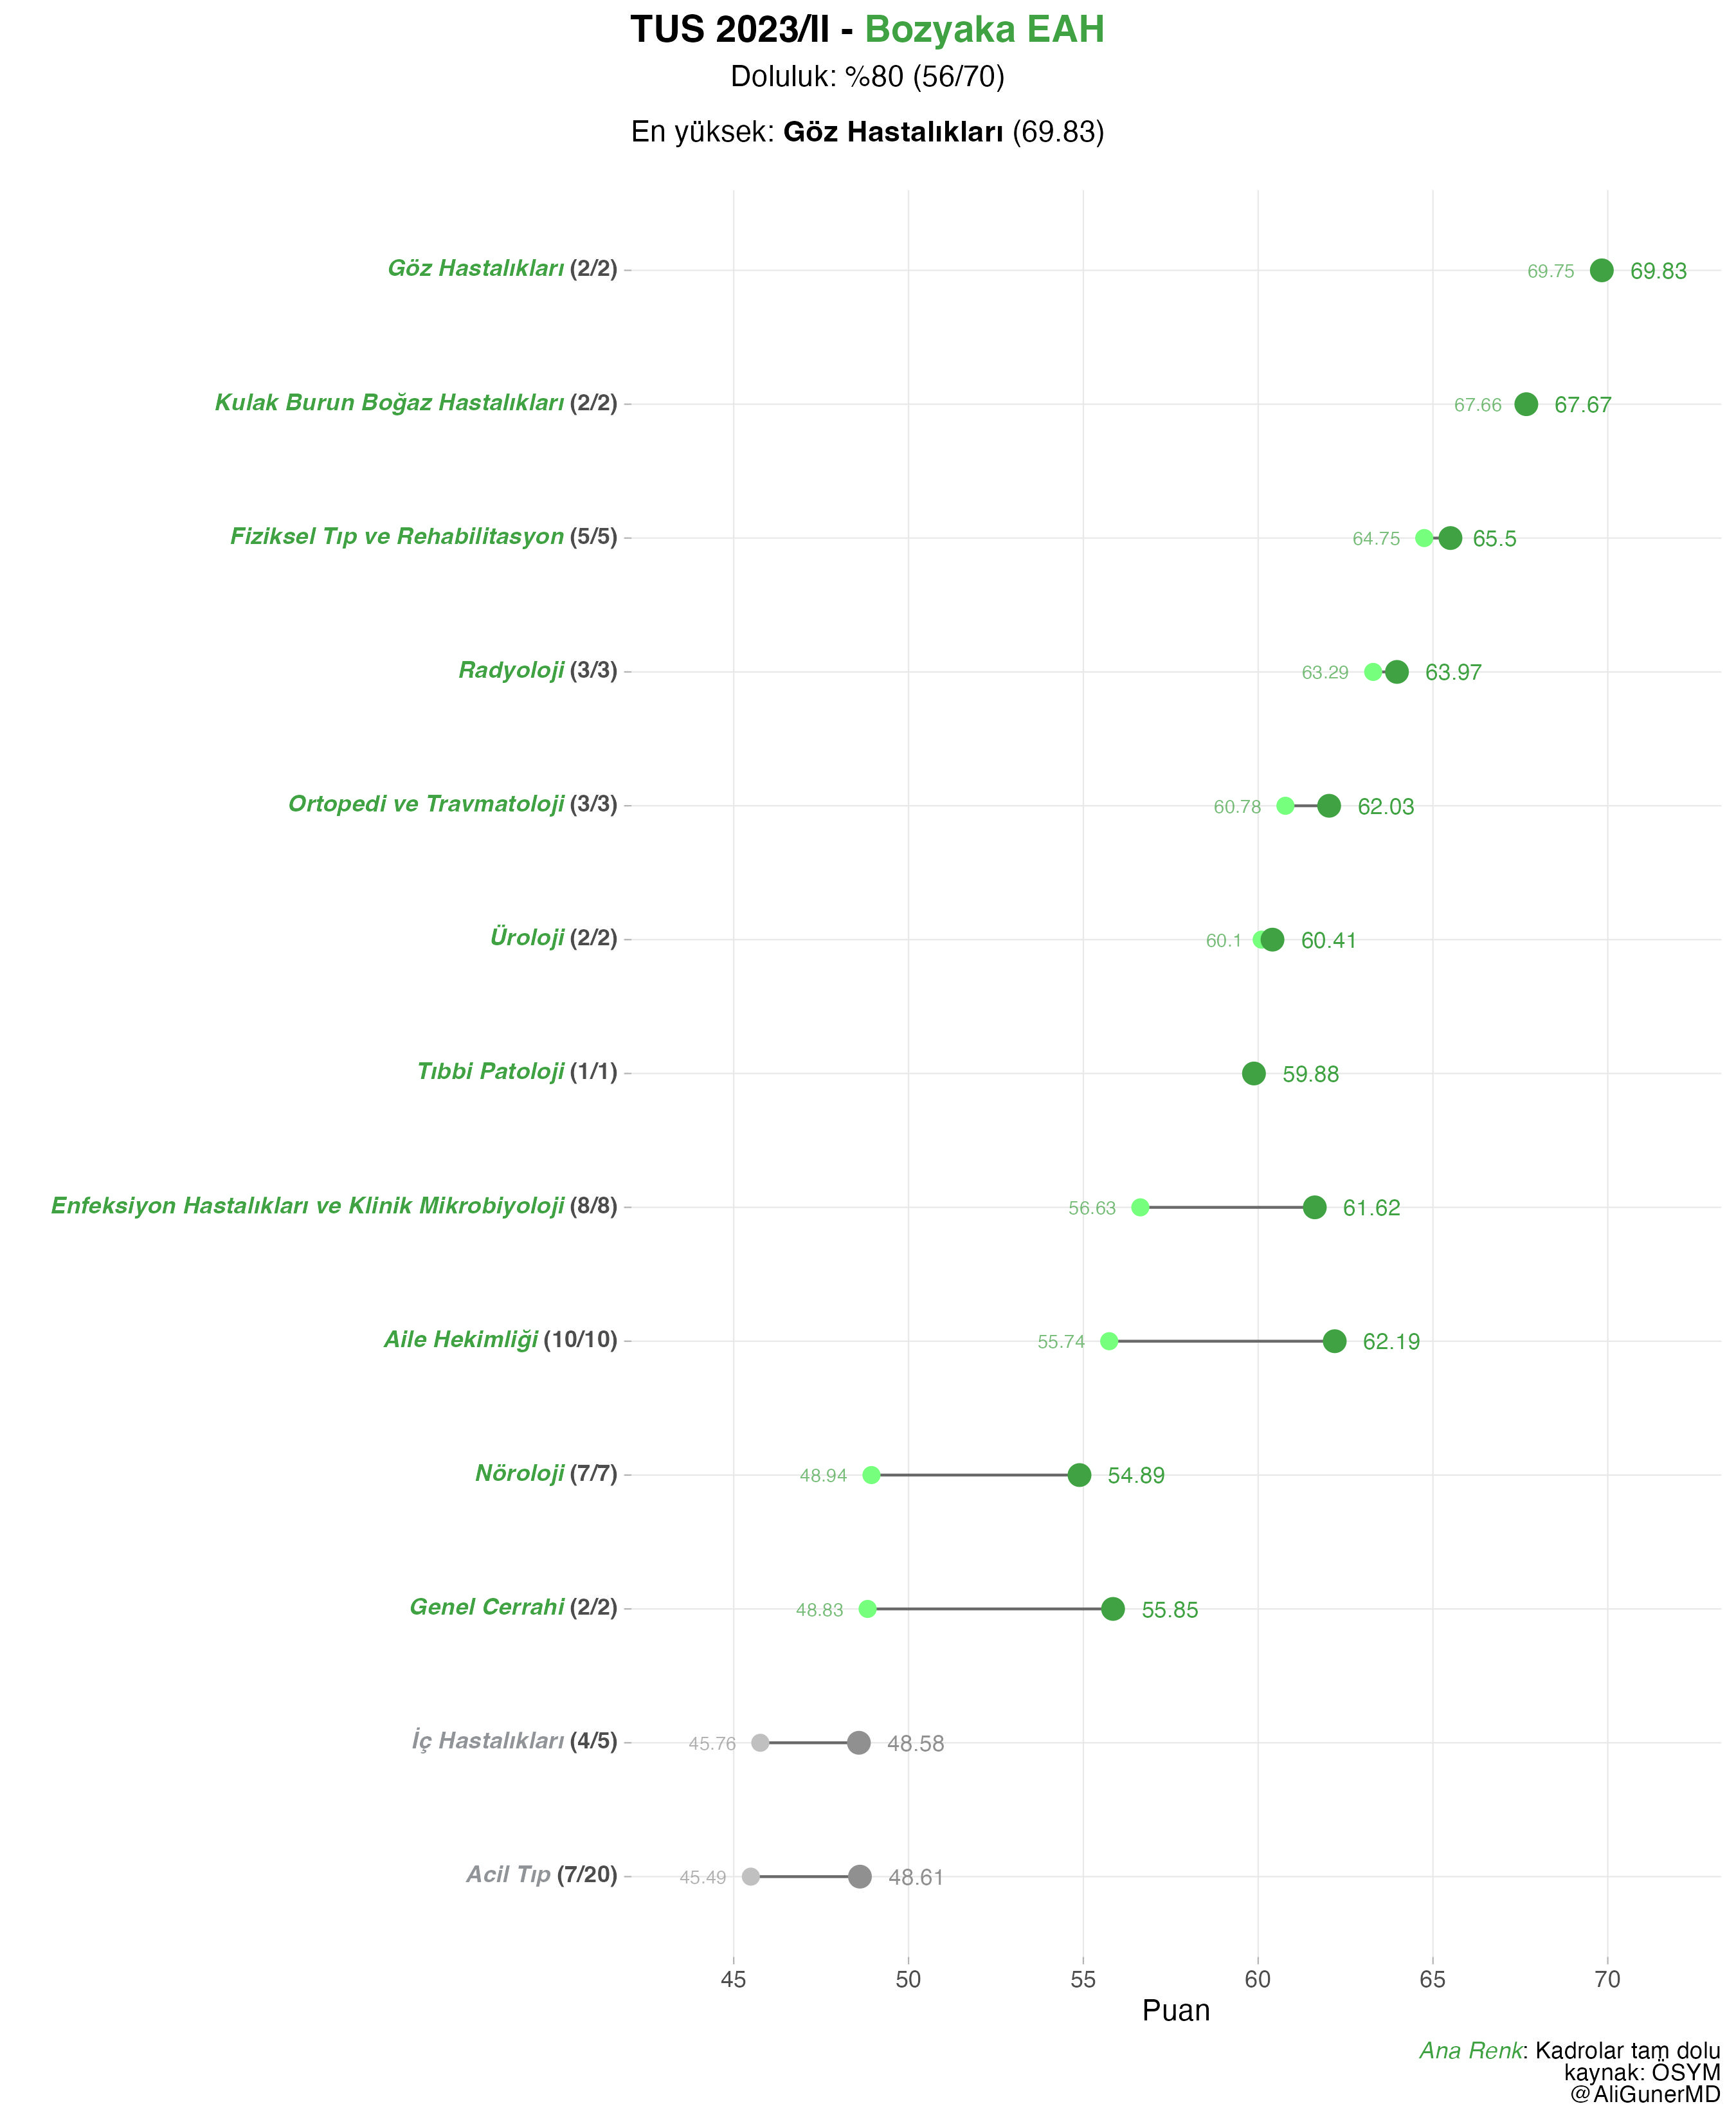 TUS 2023/II - Bozyaka EAH
Doluluk: %80 (56/70)
En yüksek: Göz Hastalıkları (69.83)
Göz Hastalıkları (2/2) 69.75 69.83
Kulak Burun Boğaz Hastalıkları (2/2) 67.66 67.67
Fiziksel Tıp ve Rehabilitasyon (5/5) 64.75 65.5
Radyoloji (3/3) 63.29 63.97
Ortopedi ve Travmatoloji (3/3) 60.78 62.03
Üroloji (2/2) 60.1 60.41
Tıbbi Patoloji (1/1) 59.88
Enfeksiyon Hastalıkları ve Klinik Mikrobiyoloji (8/8) 56.63 61.62
Aile Hekimliği (10/10) 55.74 62.19
Nöroloji (7/7) 48.94 54.89
Genel Cerrahi (2/2) 48.83 55.85
İç Hastalıkları (4/5) 45.76 48.58
Acil Tıp (7/20) 45.49 48.61
45 50 55 60 65 70
Puan
Ana Renk: Kadrolar tam dolu
kaynak: ÖSYM
@AliGunerMD